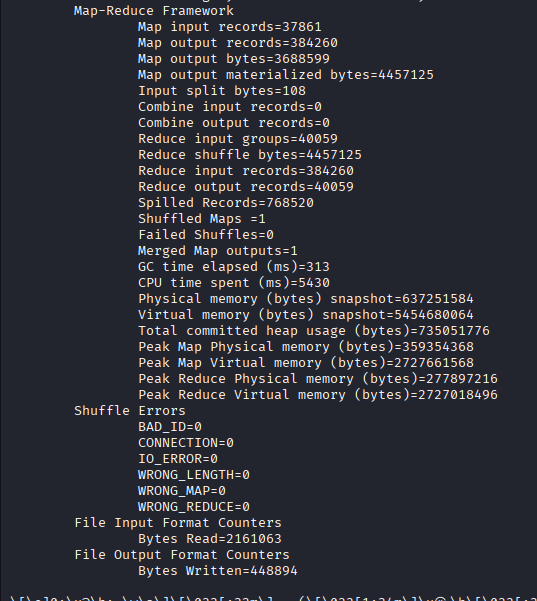 Map-Reduce Framework
Map input records=37861
Map output records=384260
Map output bytes=3688599
Map output materialized bytes=4457125
Input split bytes=108
Combine input records=0
Combine output records=0
Reduce input groups=40059
Reduce shuffle bytes=4457125
Reduce input records=384260
Reduce output records=40059
Spilled Records=768520
Shuffled Maps =1
Failed Shuffles=0
Merged Map outputs=1
GC time elapsed (ms)=313
CPU time spent (ms)=5430
Physical memory (bytes) snapshot=637251584
Virtual memory (bytes) snapshot=5454680064
Total committed heap usage (bytes)=735051776
Peak Map Physical memory (bytes)=359354368
Peak Map Virtual memory (bytes)=2727661568
Peak Reduce Physical memory (bytes)=277897216
Peak Reduce Virtual memory (bytes)=2727018496
Shuffle Errors
BAD_ID=0
CONNECTION=0
IO_ERROR=0
WRONG_LENGTH=0
WRONG_MAP=0
WRONG_REDUCE=0
File Input Format Counters
Bytes Read=2161063
File Output Format Counters
Bytes Written=448894